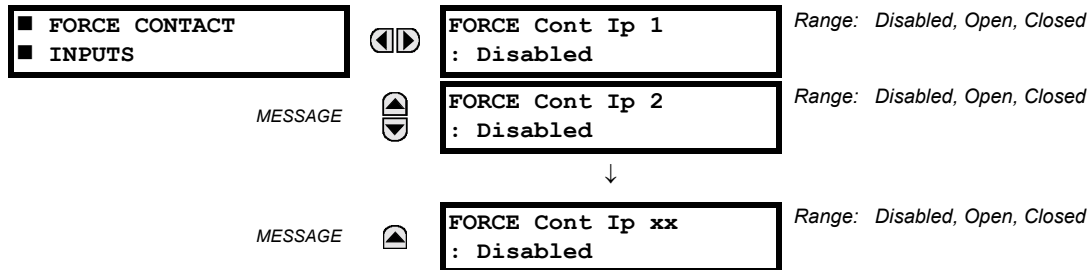 ■ FORCE CONTACT
■ INPUTS
FORCE Cont Ip 1
: Disabled
Range: Disabled, Open, Closed
MESSAGE
FORCE Cont Ip 2
: Disabled
Range: Disabled, Open, Closed
↓
MESSAGE
FORCE Cont Ip xx
: Disabled
Range: Disabled, Open, Closed